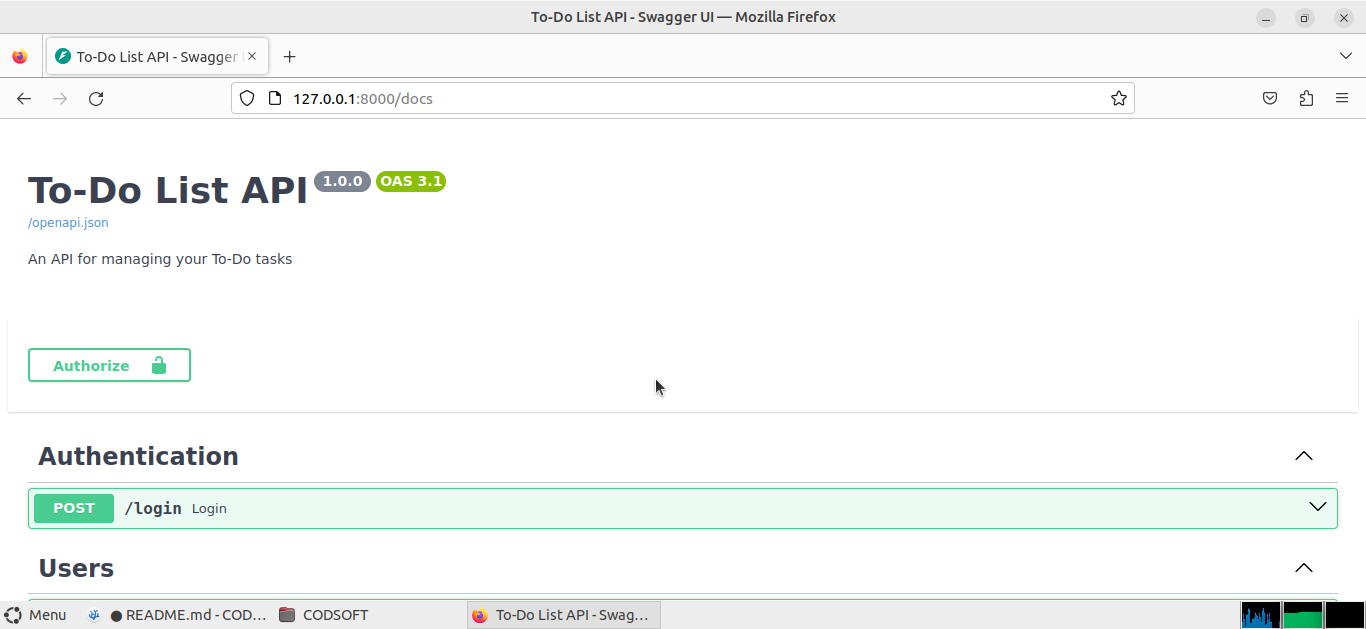 To-Do List API - Swagger UI — Mozilla Firefox
To-Do List API - Swagger
127.0.0.1:8000/docs
To-Do List API 1.0.0 OAS 3.1
/openapi.json
An API for managing your To-Do tasks
Authorize
Authentication
POST /login Login
Users
Menu ● README.md - COD... CODSOFT To-Do List API - Swag...